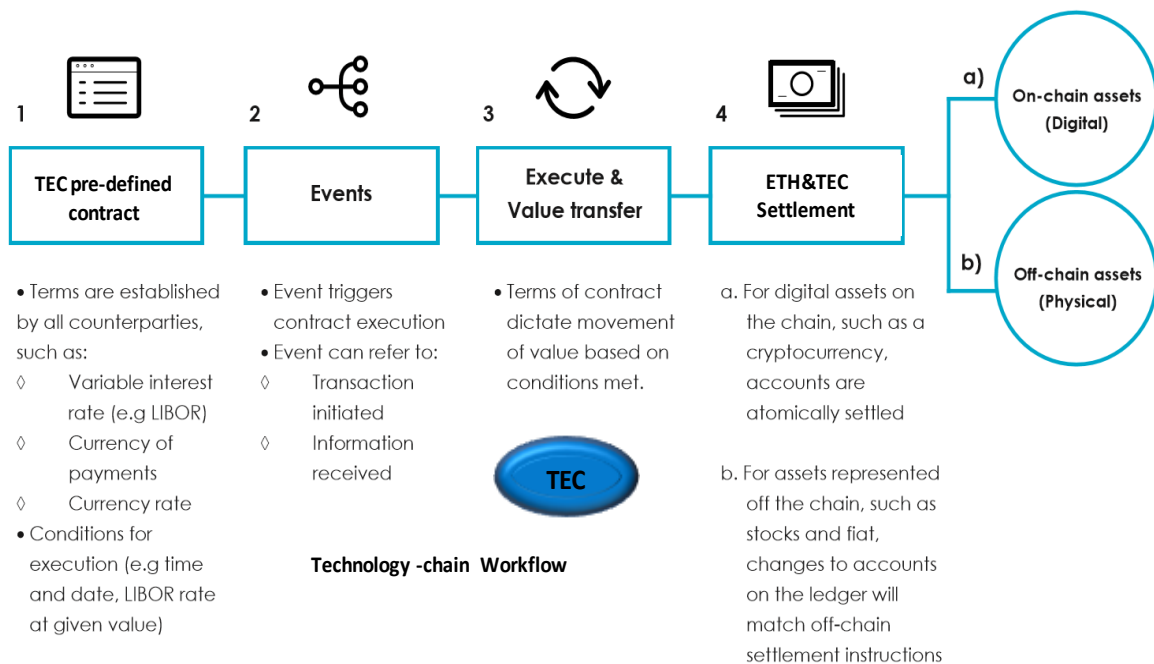 1
2
3
4
a)
On-chain assets
(Digital)
TEC pre-defined
contract
Events
Execute &
Value transfer
ETH&TEC
Settlement
b)
Off-chain assets
(Physical)
• Terms are established
by all counterparties,
such as:
◊ Variable interest
rate (e.g LIBOR)
◊ Currency of
payments
◊ Currency rate
• Conditions for
execution (e.g time
and date, LIBOR rate
at given value)
• Event triggers
contract execution
• Event can refer to:
◊ Transaction
initiated
◊ Information
received
• Terms of contract
dictate movement
of value based on
conditions met.
TEC
Technology -chain Workflow
a. For digital assets on
the chain, such as a
cryptocurrency,
accounts are
atomically settled
b. For assets represented
off the chain, such as
stocks and fiat,
changes to accounts
on the ledger will
match off-chain
settlement instructions